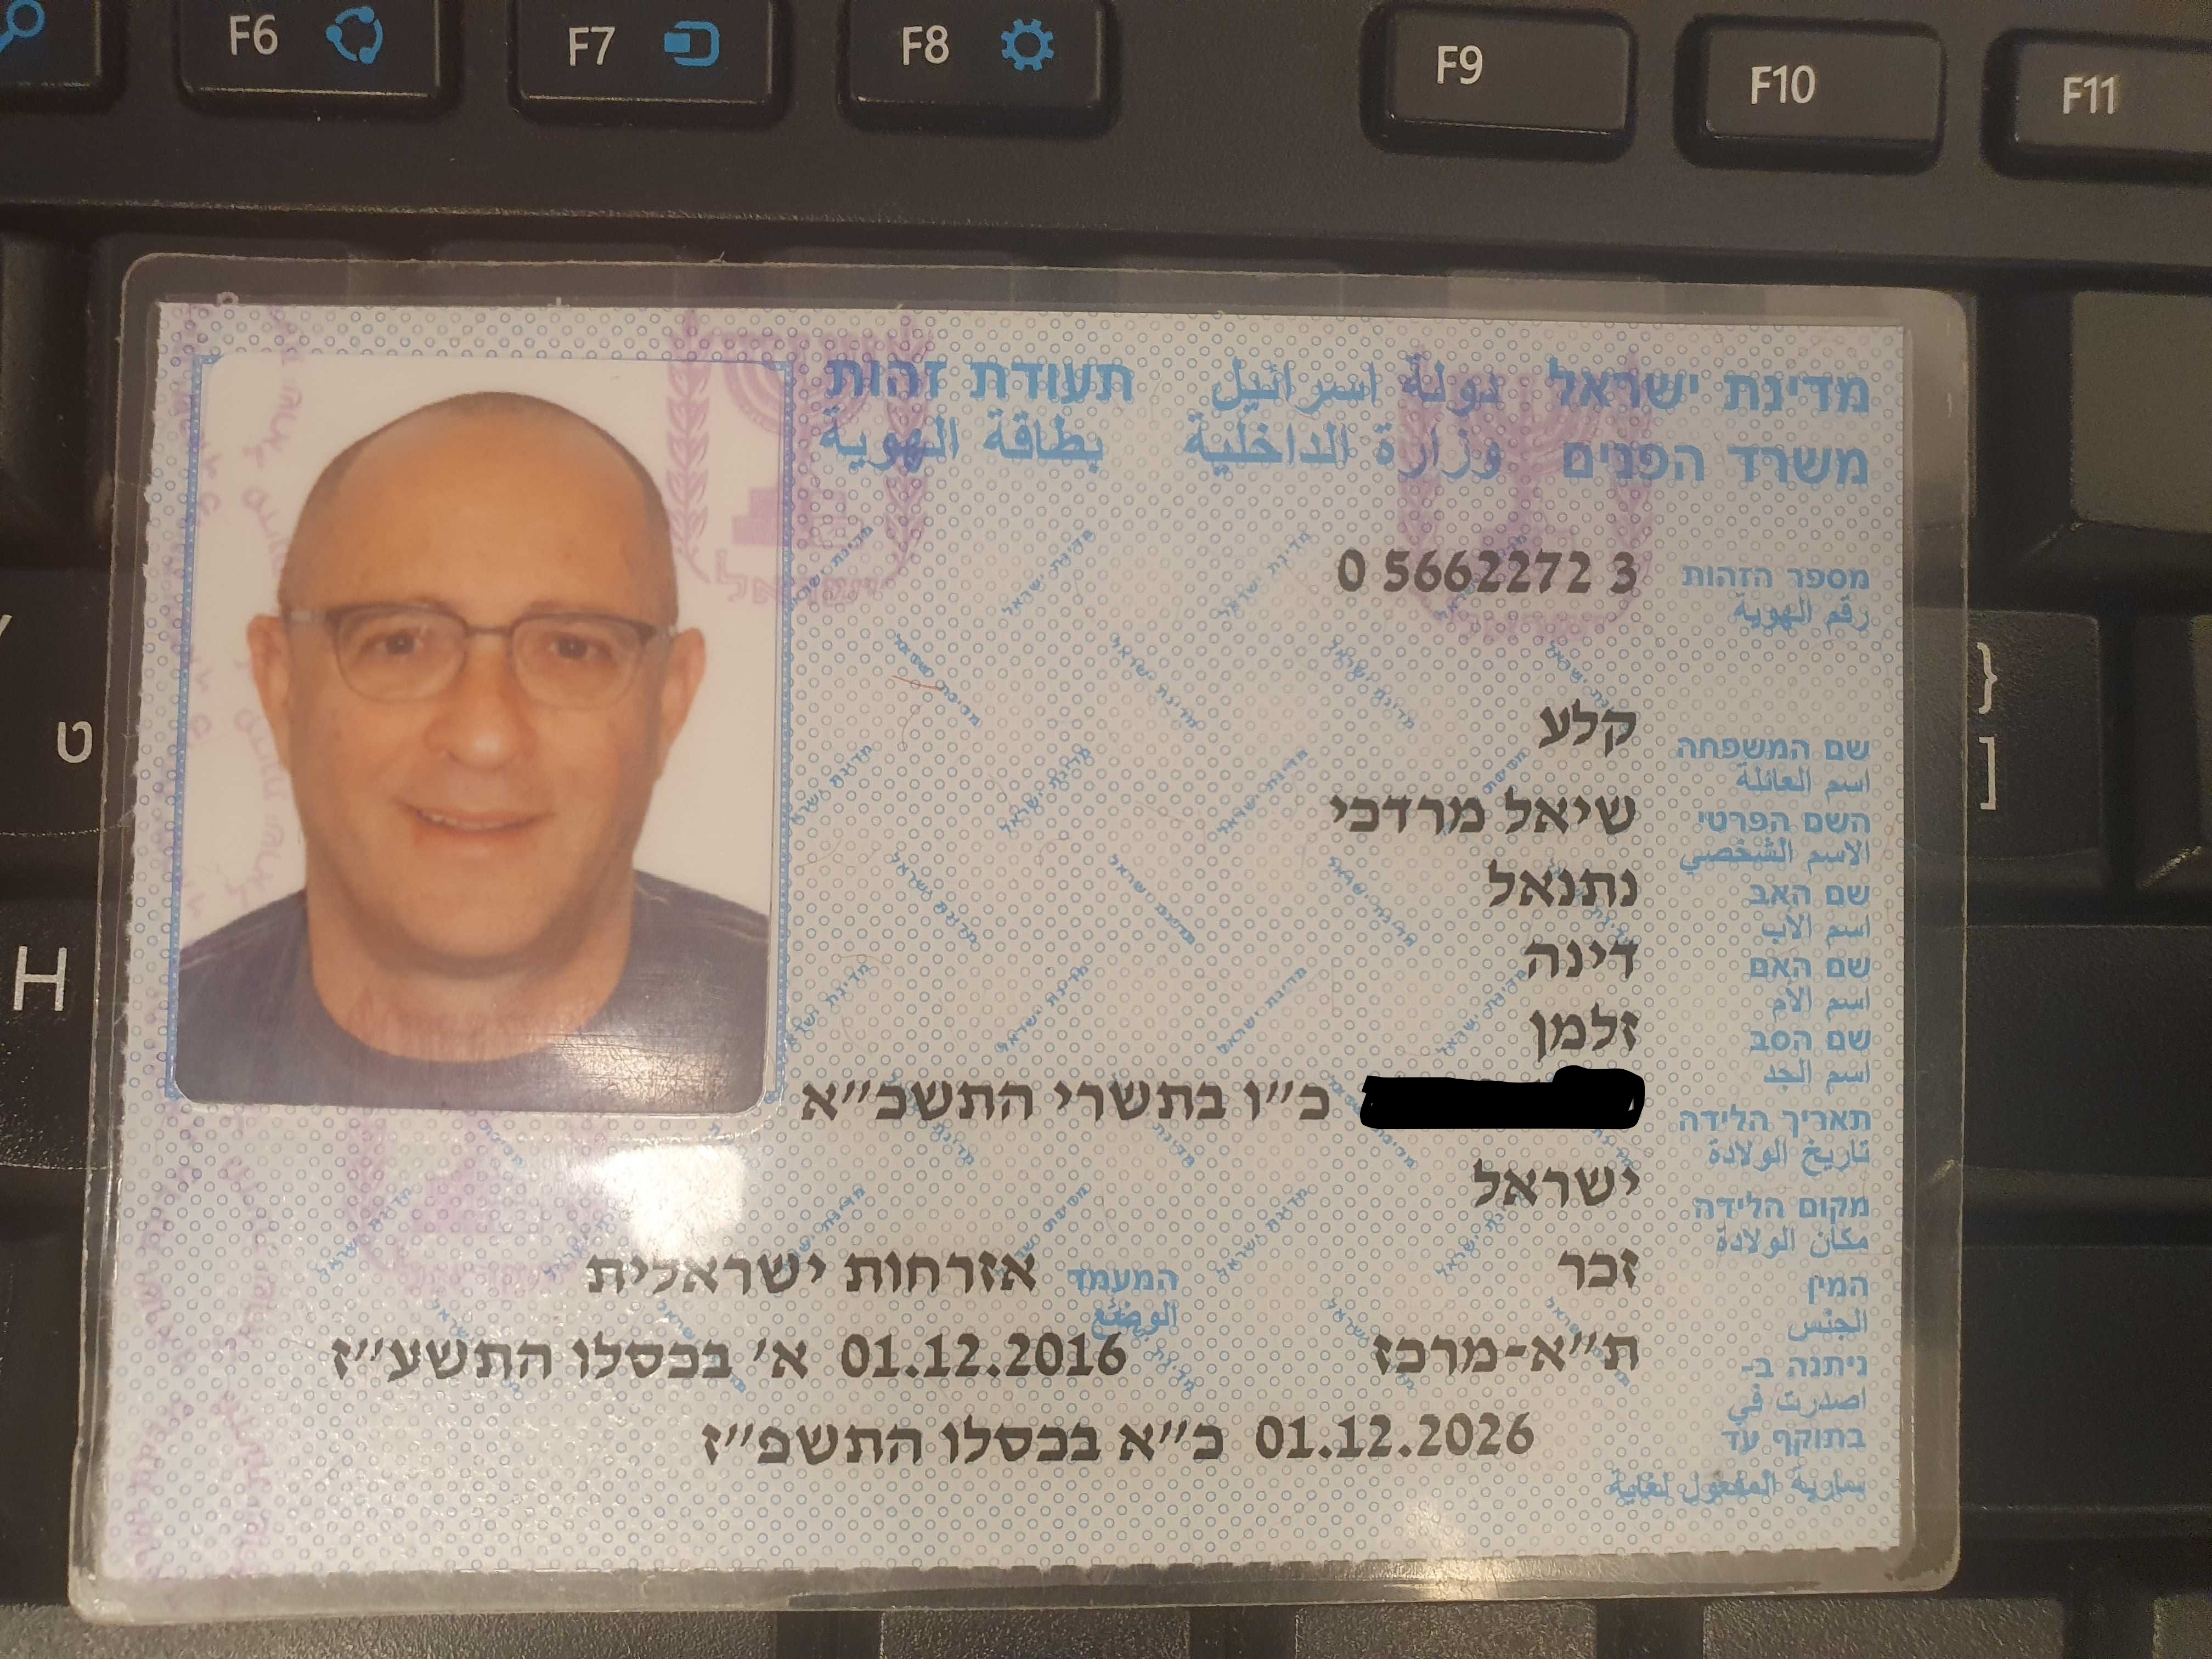 F6 F7 F8 F9 F10 F11
מדינת ישראל دولة اسرائيل תעודת זהות
משרד הפנים وزارة الداخلية بطاقة الهوية
מספר הזהות 0 5662272 3
رقم الهوية
שם המשפחה קלע
اسم العائلة
השם הפרטי שיאל מרדכי
الاسم الشخصي
שם האב נתנאל
اسم الأب
שם האם דינה
اسم الأم
שם הסב זלמן
اسم الجد
תאריך הלידה כ״ו בתשרי התשכ״א
تاريخ الولادة
מקום הלידה ישראל
مكان الولادة
המין זכר המעמד אזרחות ישראלית
الجنس الوضع
ניתנה ב- ת״א-מרכז 01.12.2016 א׳ בכסלו התשע״ז
اصدرت في
בתוקף עד 01.12.2026 כ״א בכסלו התשפ״ז
سارية المفعول لغاية
ט
H
}
]